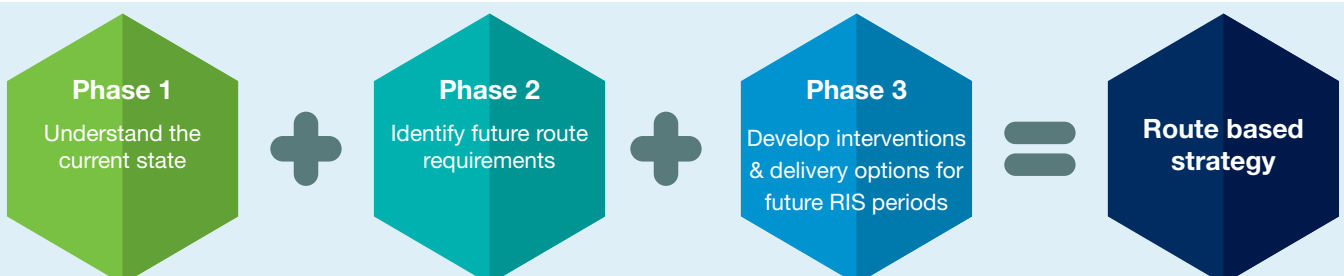 Phase 1
Understand the
current state
Phase 2
Identify future route
requirements
Phase 3
Develop interventions
& delivery options for
future RIS periods
Route based
strategy